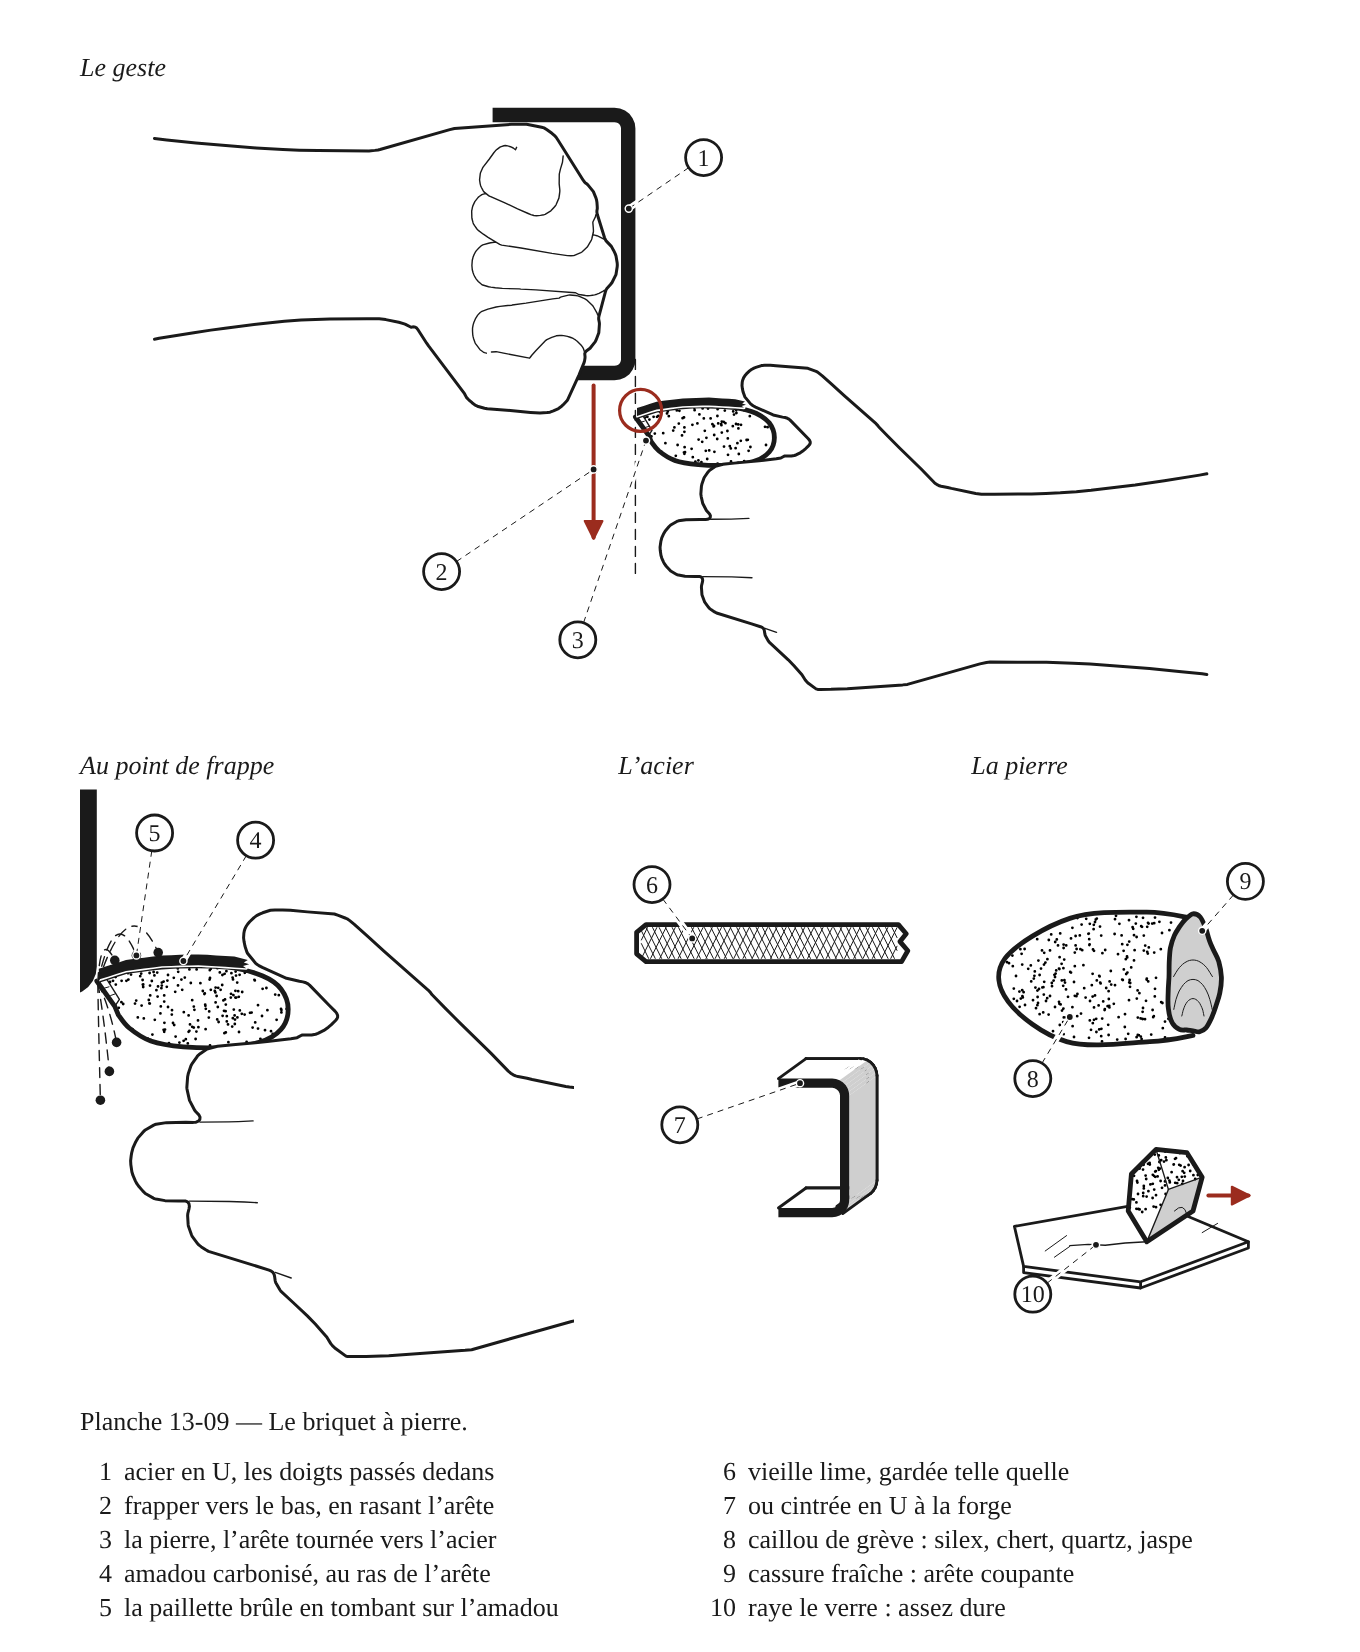 Le geste
1
2
3
Au point de frappe
L’acier
La pierre
5
4
6
9
8
7
10
Planche 13-09 — Le briquet à pierre.
1 acier en U, les doigts passés dedans
2 frapper vers le bas, en rasant l’arête
3 la pierre, l’arête tournée vers l’acier
4 amadou carbonisé, au ras de l’arête
5 la paillette brûle en tombant sur l’amadou
6 vieille lime, gardée telle quelle
7 ou cintrée en U à la forge
8 caillou de grève : silex, chert, quartz, jaspe
9 cassure fraîche : arête coupante
10 raye le verre : assez dure